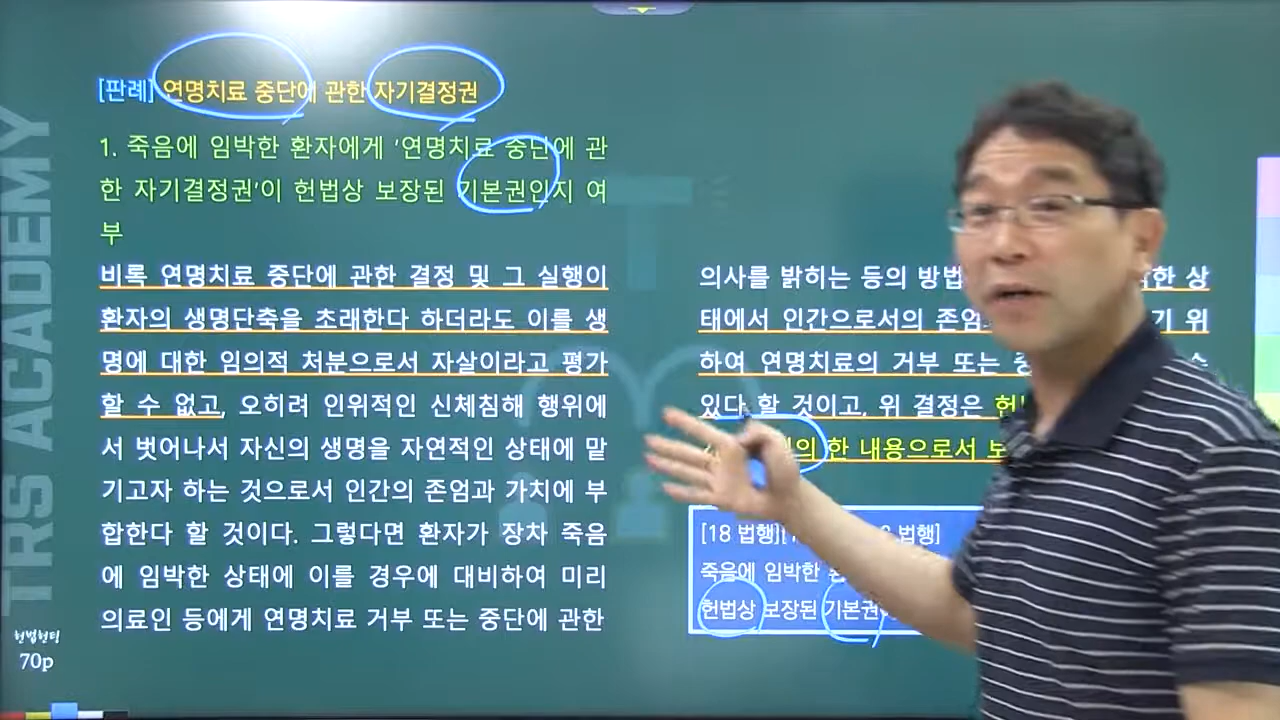 TRS ACADEMY
[판례] 연명치료 중단에 관한 자기결정권
1. 죽음에 임박한 환자에게 '연명치료 중단에 관
한 자기결정권'이 헌법상 보장된 기본권인지 여
부
비록 연명치료 중단에 관한 결정 및 그 실행이
환자의 생명단축을 초래한다 하더라도 이를 생
명에 대한 임의적 처분으로서 자살이라고 평가
할 수 없고, 오히려 인위적인 신체침해 행위에
서 벗어나서 자신의 생명을 자연적인 상태에 맡
기고자 하는 것으로서 인간의 존엄과 가치에 부
합한다 할 것이다. 그렇다면 환자가 장차 죽음
에 임박한 상태에 이를 경우에 대비하여 미리
의료인 등에게 연명치료 거부 또는 중단에 관한
의사를 밝히는 등의 방법 상
태에서 인간으로서의 위
하여 연명치료의 거부 또는 수
있다 할 것이고, 위 결정은
한 내용으로서
[18 법행] 법행]
죽음에 임박한
헌법상 보장된 기본권
헌법헌팅
70p